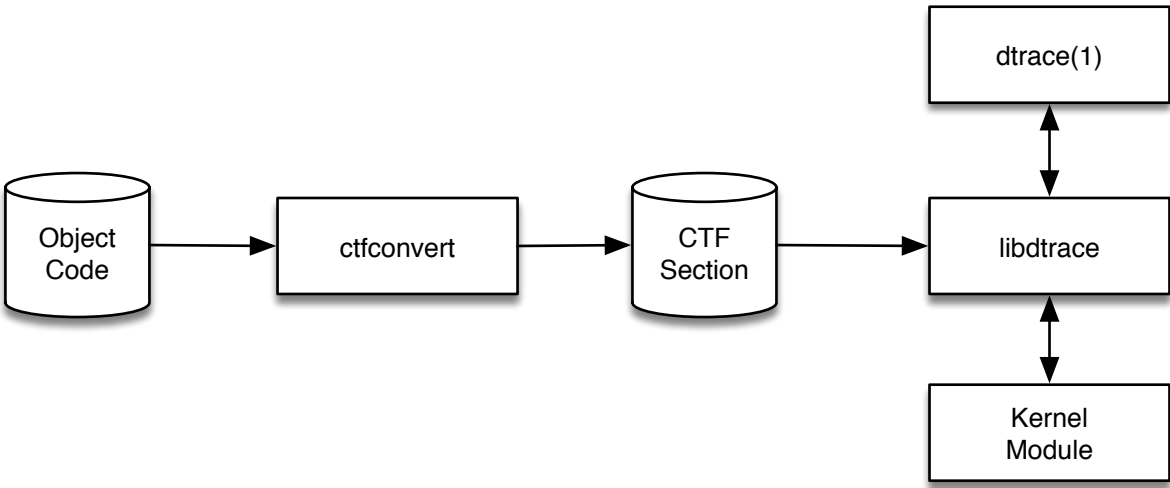 dtrace(1)
Object
Code
ctfconvert
CTF
Section
libdtrace
Kernel
Module